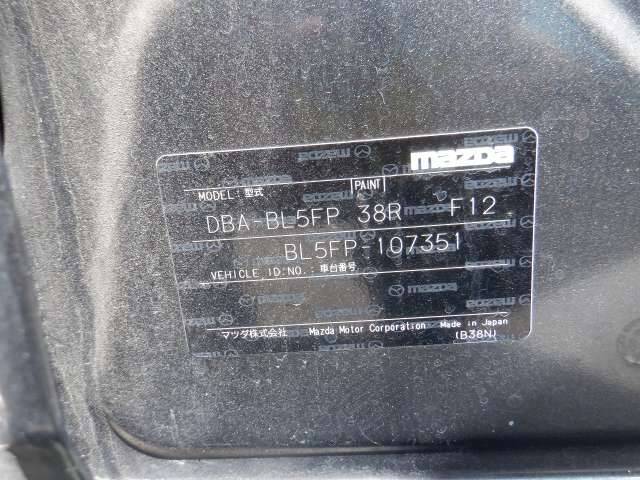 mazda
MODEL:型式 PAINT
DBA-BL5FP 38R F12
BL5FP-107351
VEHICLE ID.NO.:車台番号
マツダ株式会社 Mazda Motor Corporation Made in Japan
(B38N)